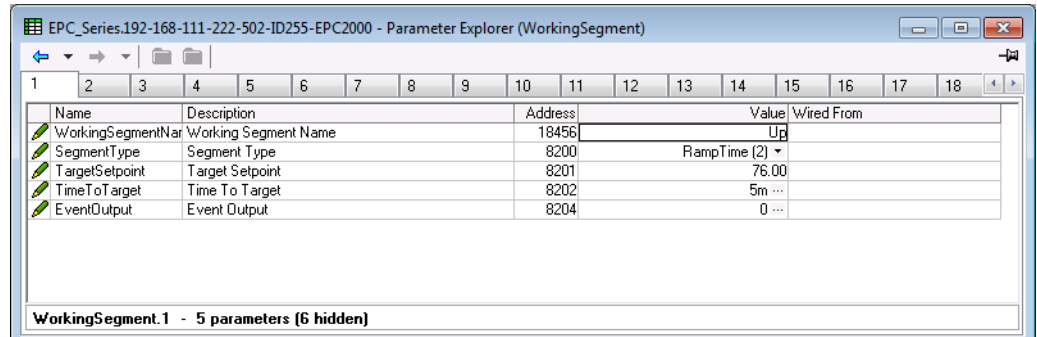 EPC_Series.192-168-111-222-502-ID255-EPC2000 - Parameter Explorer (WorkingSegment)
1 2 3 4 5 6 7 8 9 10 11 12 13 14 15 16 17 18
Name Description Address Value Wired From
WorkingSegmentNar Working Segment Name 18456 Up
SegmentType Segment Type 8200 RampTime (2)
TargetSetpoint Target Setpoint 8201 76.00
TimeToTarget Time To Target 8202 5m ...
EventOutput Event Output 8204 0 ...
WorkingSegment.1 - 5 parameters (6 hidden)